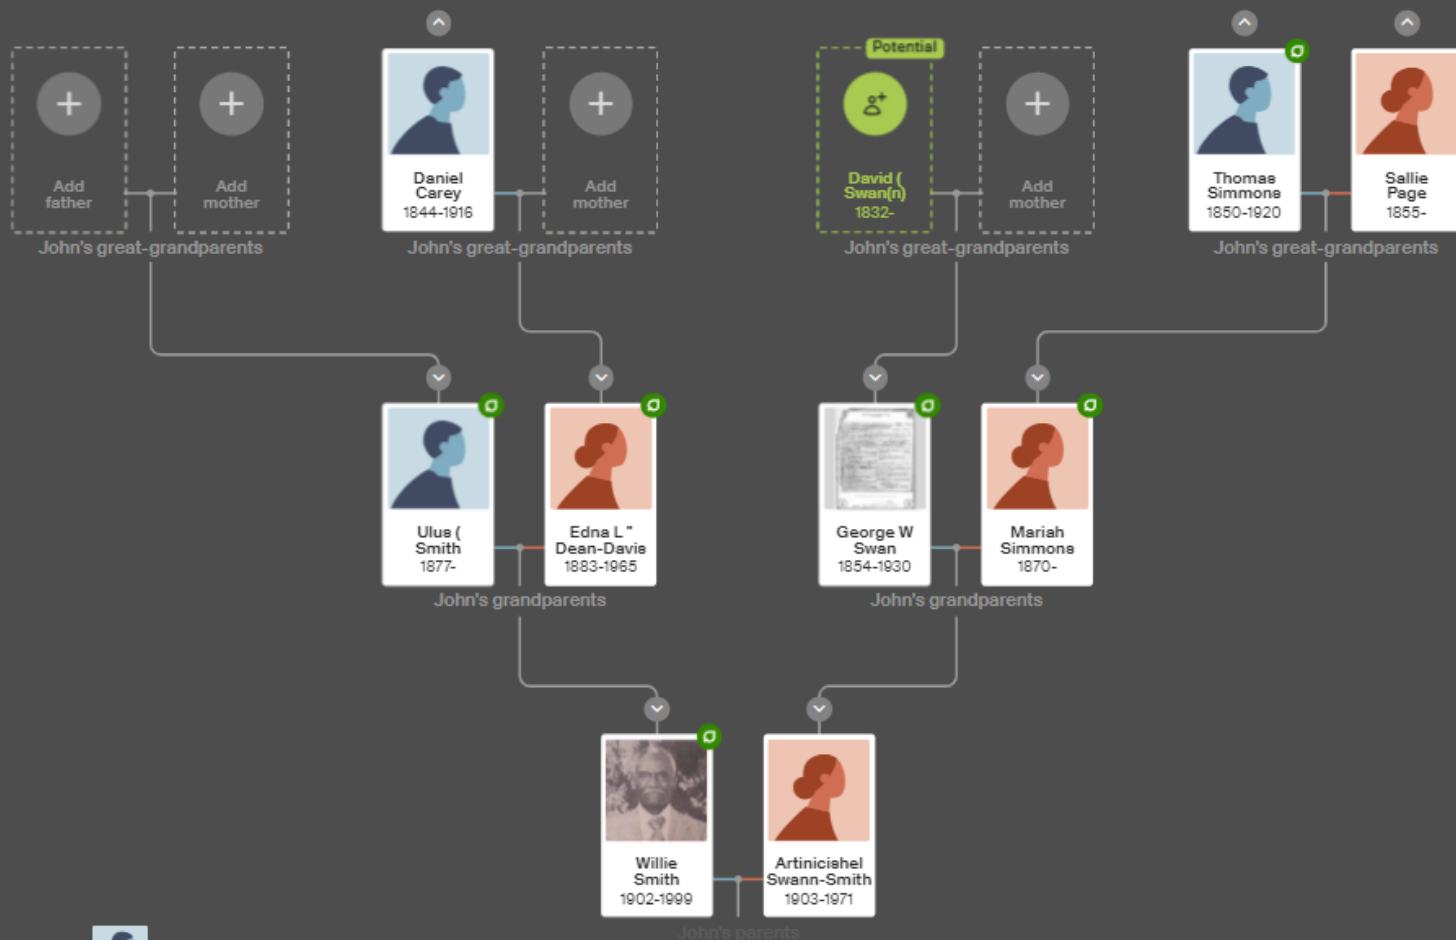 Potential
Add
father
Add
mother
Daniel
Carey
1844-1916
Add
mother
David (
Swan(n)
1832-
Add
mother
Thomas
Simmons
1850-1920
Sallie
Page
1855-
John's great-grandparents
John's great-grandparents
John's great-grandparents
John's great-grandparents
Ulus (
Smith
1877-
Edna L "
Dean-Davis
1883-1965
George W
Swan
1854-1930
Mariah
Simmons
1870-
John's grandparents
John's grandparents
Willie
Smith
1902-1999
Artinicishel
Swann-Smith
1903-1971
John's parents